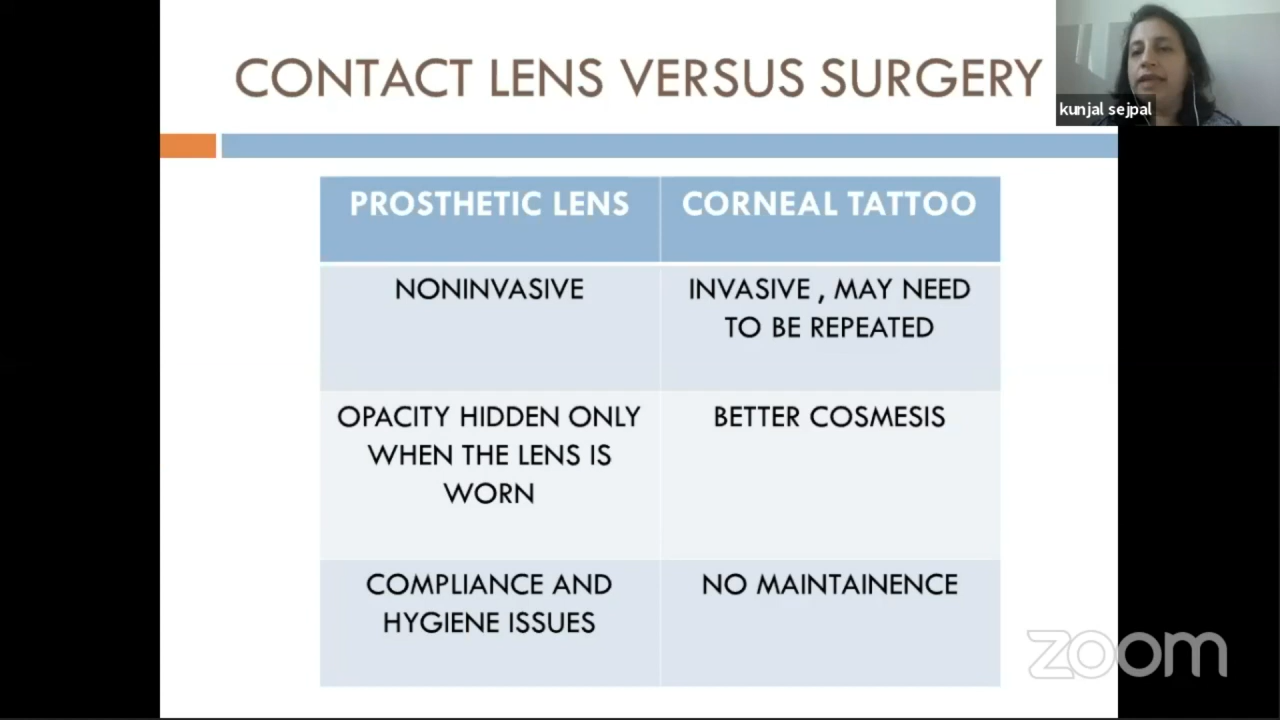 CONTACT LENS VERSUS SURGERY
kunjal sejpal
PROSTHETIC LENS
CORNEAL TATTOO
NONINVASIVE
INVASIVE , MAY NEED
TO BE REPEATED
OPACITY HIDDEN ONLY
WHEN THE LENS IS
WORN
BETTER COSMESIS
COMPLIANCE AND
HYGIENE ISSUES
NO MAINTAINENCE
zoom